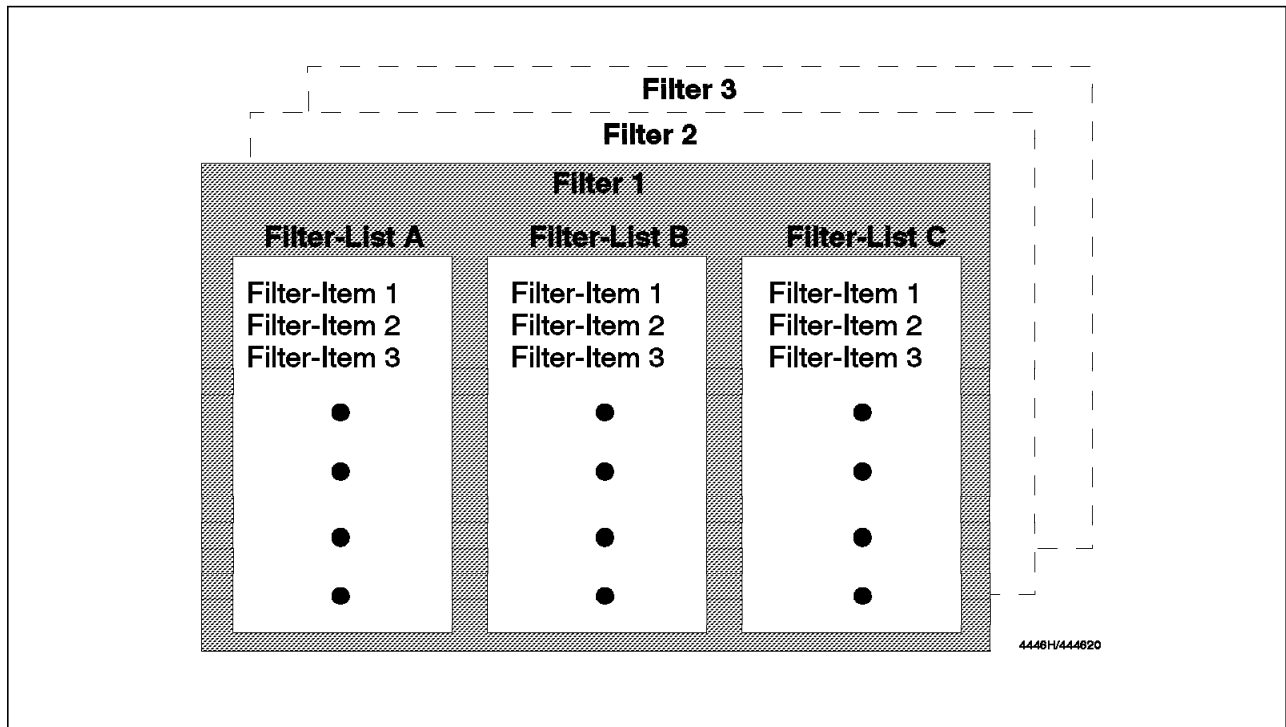 Filter 3
Filter 2
Filter 1
Filter-List A Filter-List B Filter-List C
Filter-Item 1 Filter-Item 1 Filter-Item 1
Filter-Item 2 Filter-Item 2 Filter-Item 2
Filter-Item 3 Filter-Item 3 Filter-Item 3
4446H/444620